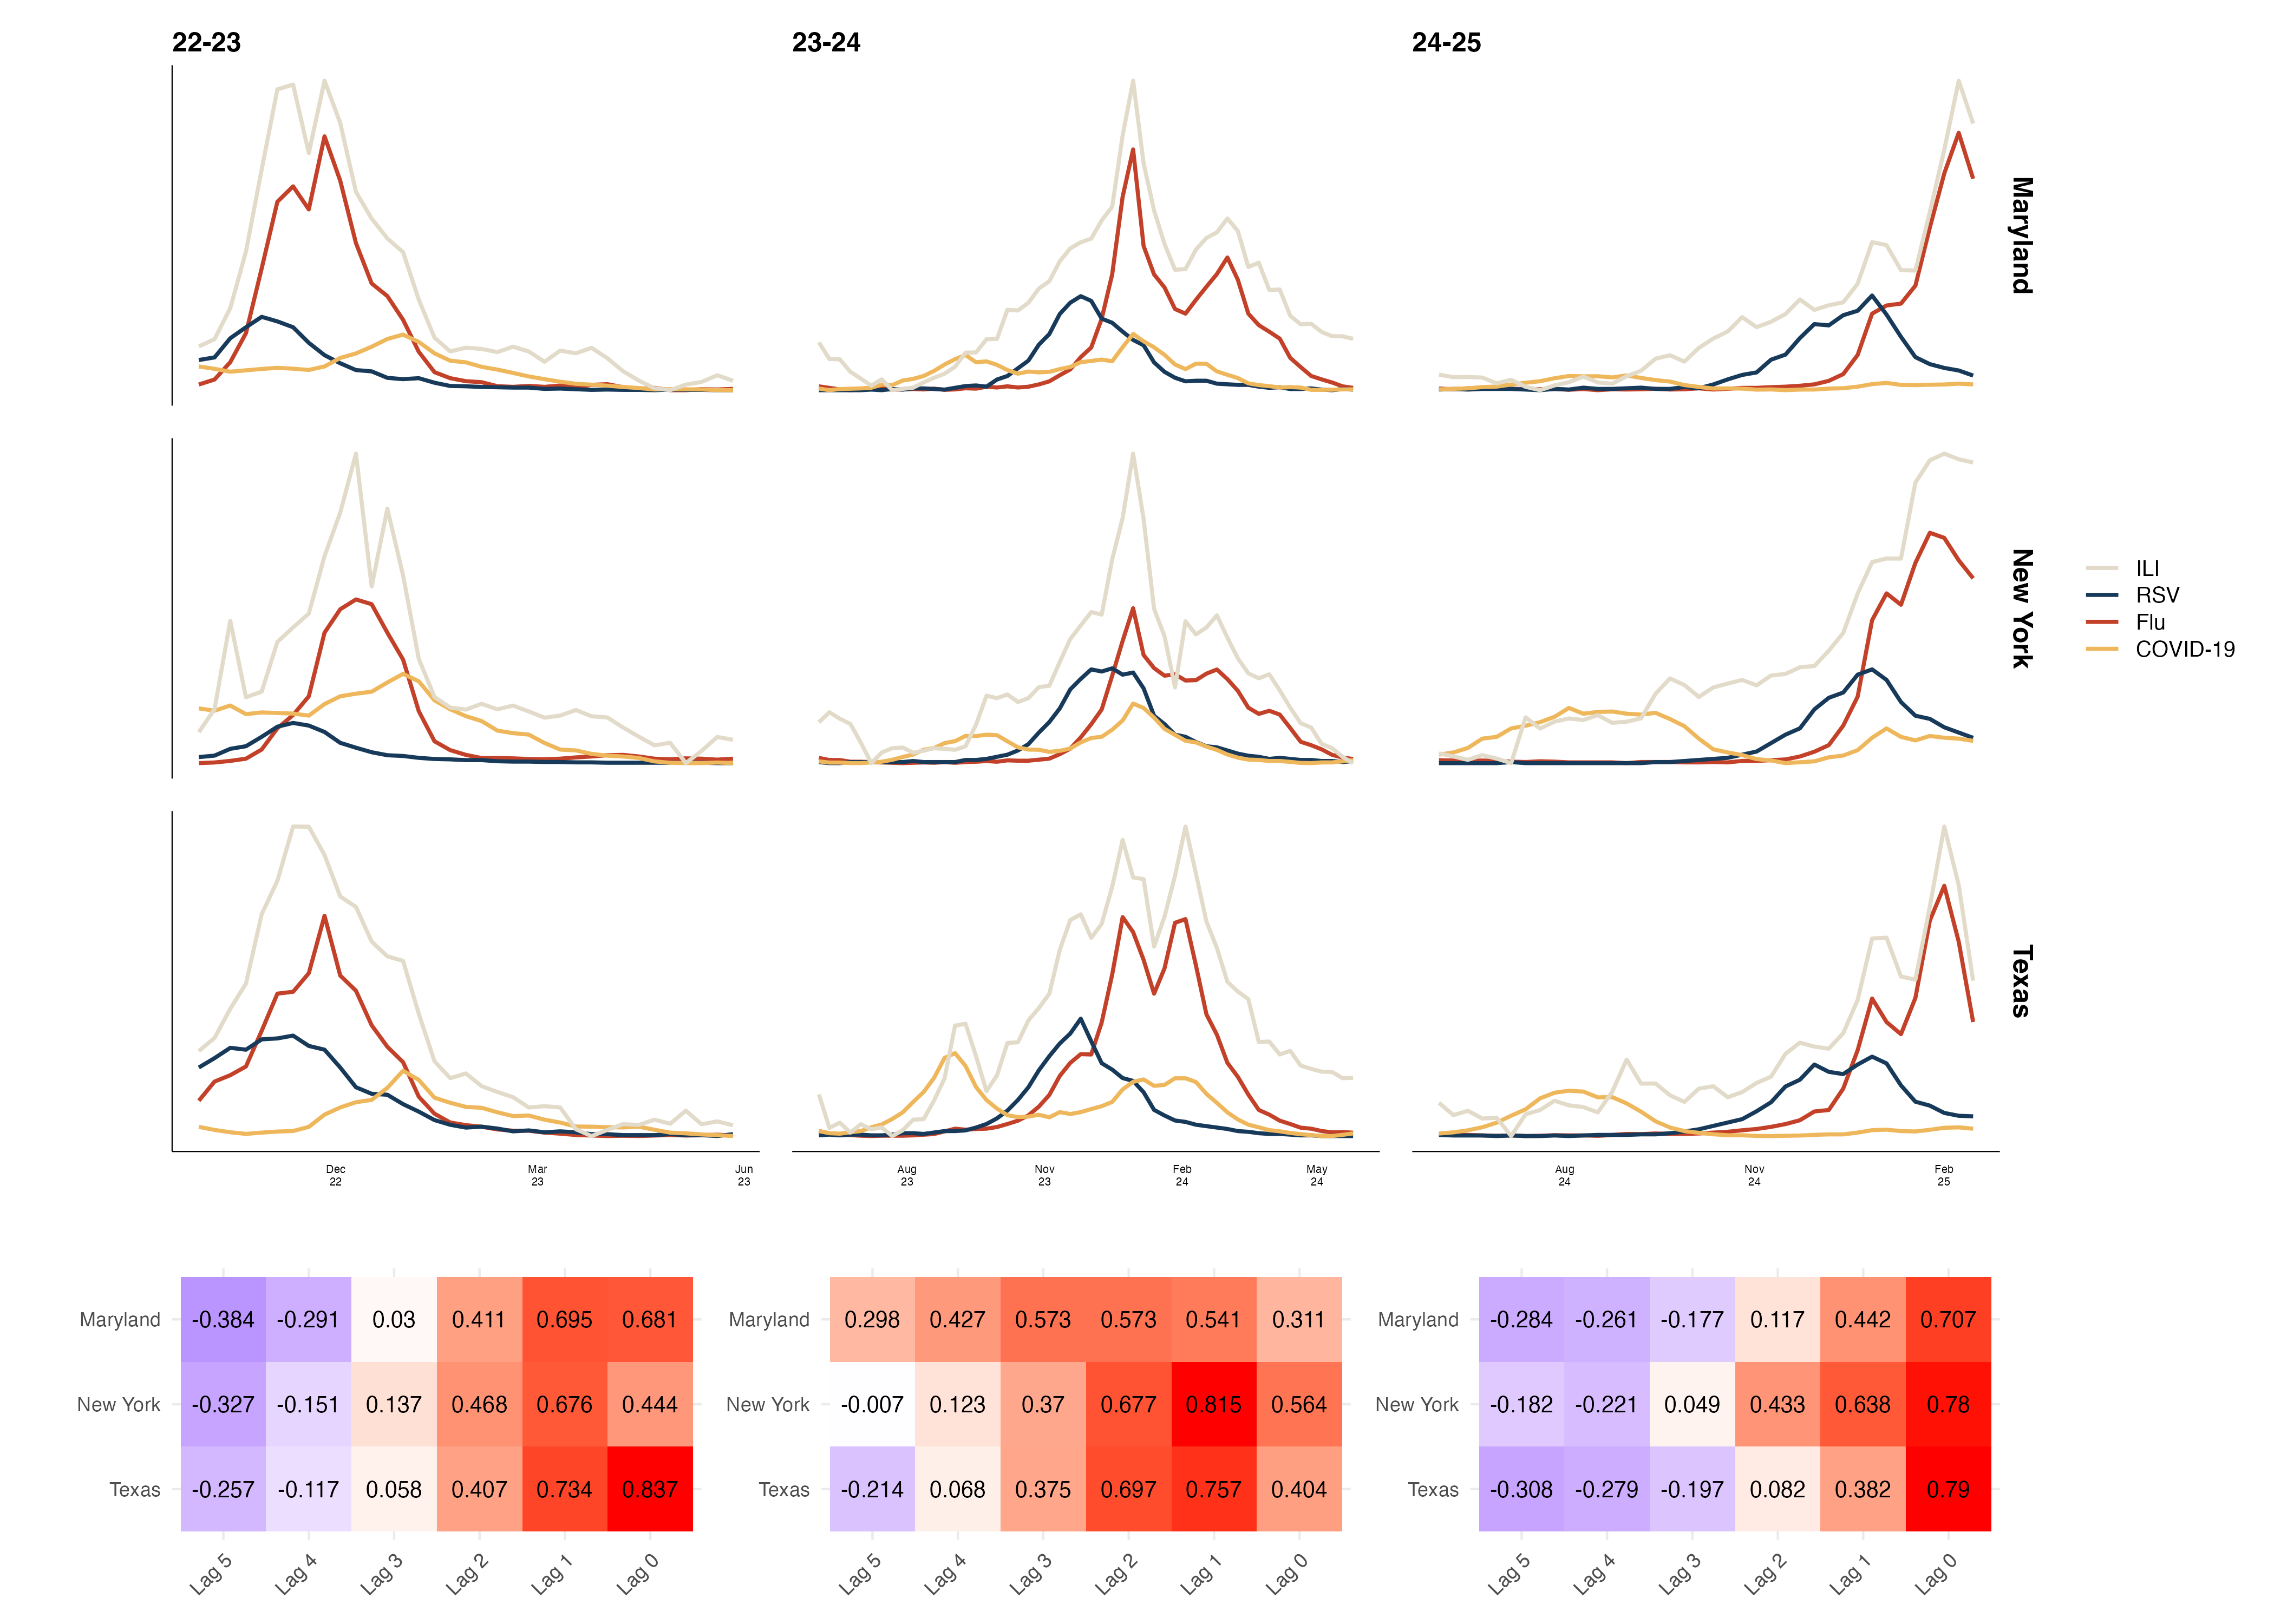 22-23
23-24
24-25
Maryland
New York
Texas
ILI
RSV
Flu
COVID-19
Dec
22
Mar
23
Jun
23
Aug
23
Nov
23
Feb
24
May
24
Aug
24
Nov
24
Feb
25
Maryland -0.384 -0.291 0.03 0.411 0.695 0.681
New York -0.327 -0.151 0.137 0.468 0.676 0.444
Texas -0.257 -0.117 0.058 0.407 0.734 0.837
Lag 5 Lag 4 Lag 3 Lag 2 Lag 1 Lag 0
Maryland 0.298 0.427 0.573 0.573 0.541 0.311
New York -0.007 0.123 0.37 0.677 0.815 0.564
Texas -0.214 0.068 0.375 0.697 0.757 0.404
Lag 5 Lag 4 Lag 3 Lag 2 Lag 1 Lag 0
Maryland -0.284 -0.261 -0.177 0.117 0.442 0.707
New York -0.182 -0.221 0.049 0.433 0.638 0.78
Texas -0.308 -0.279 -0.197 0.082 0.382 0.79
Lag 5 Lag 4 Lag 3 Lag 2 Lag 1 Lag 0